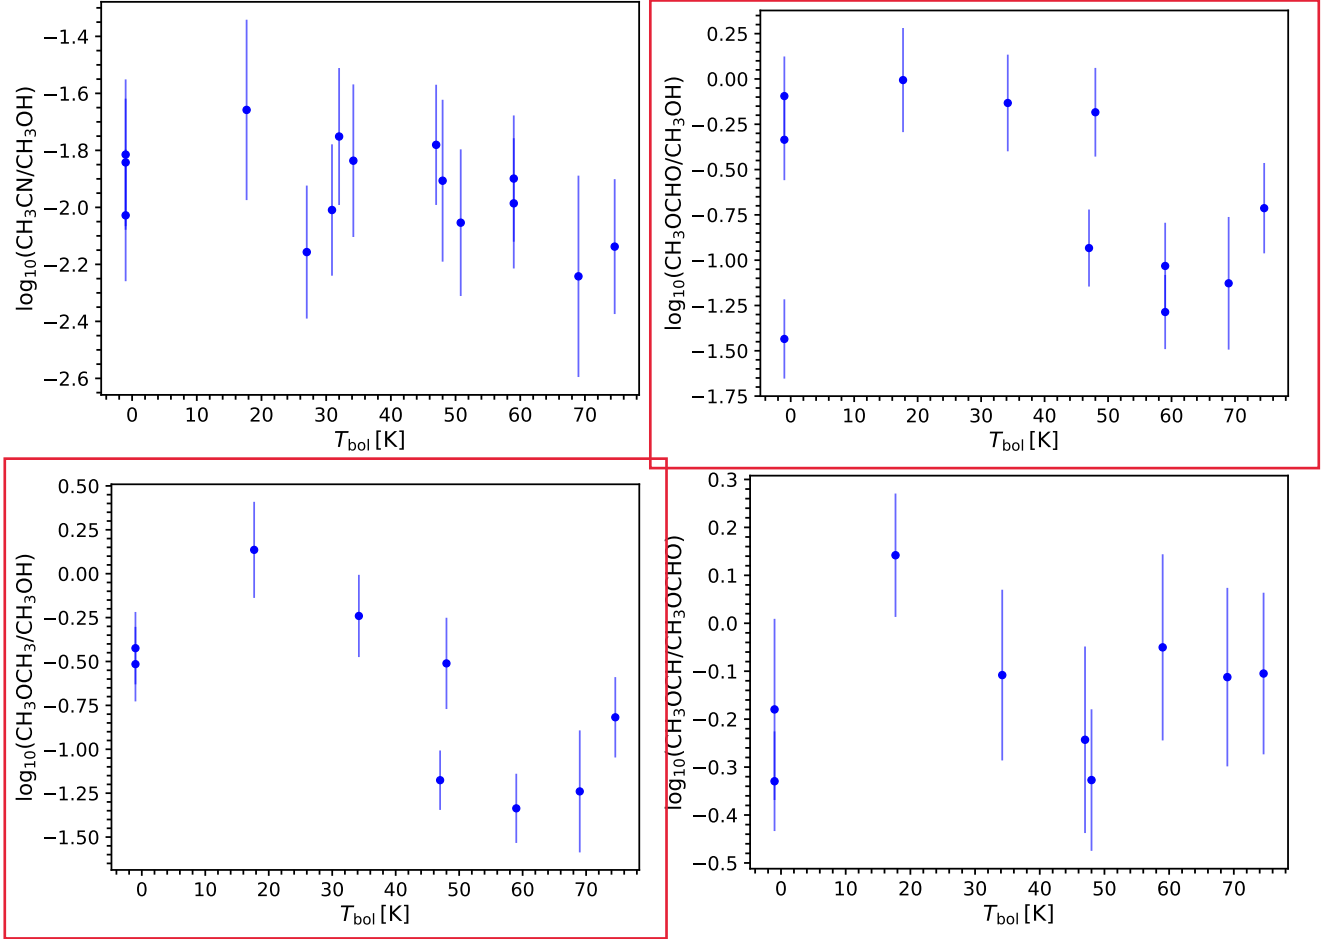 −1.4
−1.6
−1.8
−2.0
−2.2
−2.4
−2.6
log₁₀(CH₃CN/CH₃OH)
0 10 20 30 40 50 60 70
T_bol [K]
0.25
0.00
−0.25
−0.50
−0.75
−1.00
−1.25
−1.50
−1.75
log₁₀(CH₃OCHO/CH₃OH)
0 10 20 30 40 50 60 70
T_bol [K]
0.50
0.25
0.00
−0.25
−0.50
−0.75
−1.00
−1.25
−1.50
log₁₀(CH₃OCH₃/CH₃OH)
0 10 20 30 40 50 60 70
T_bol [K]
0.3
0.2
0.1
0.0
−0.1
−0.2
−0.3
−0.4
−0.5
log₁₀(CH₃OCH/CH₃OCHO)
0 10 20 30 40 50 60 70
T_bol [K]